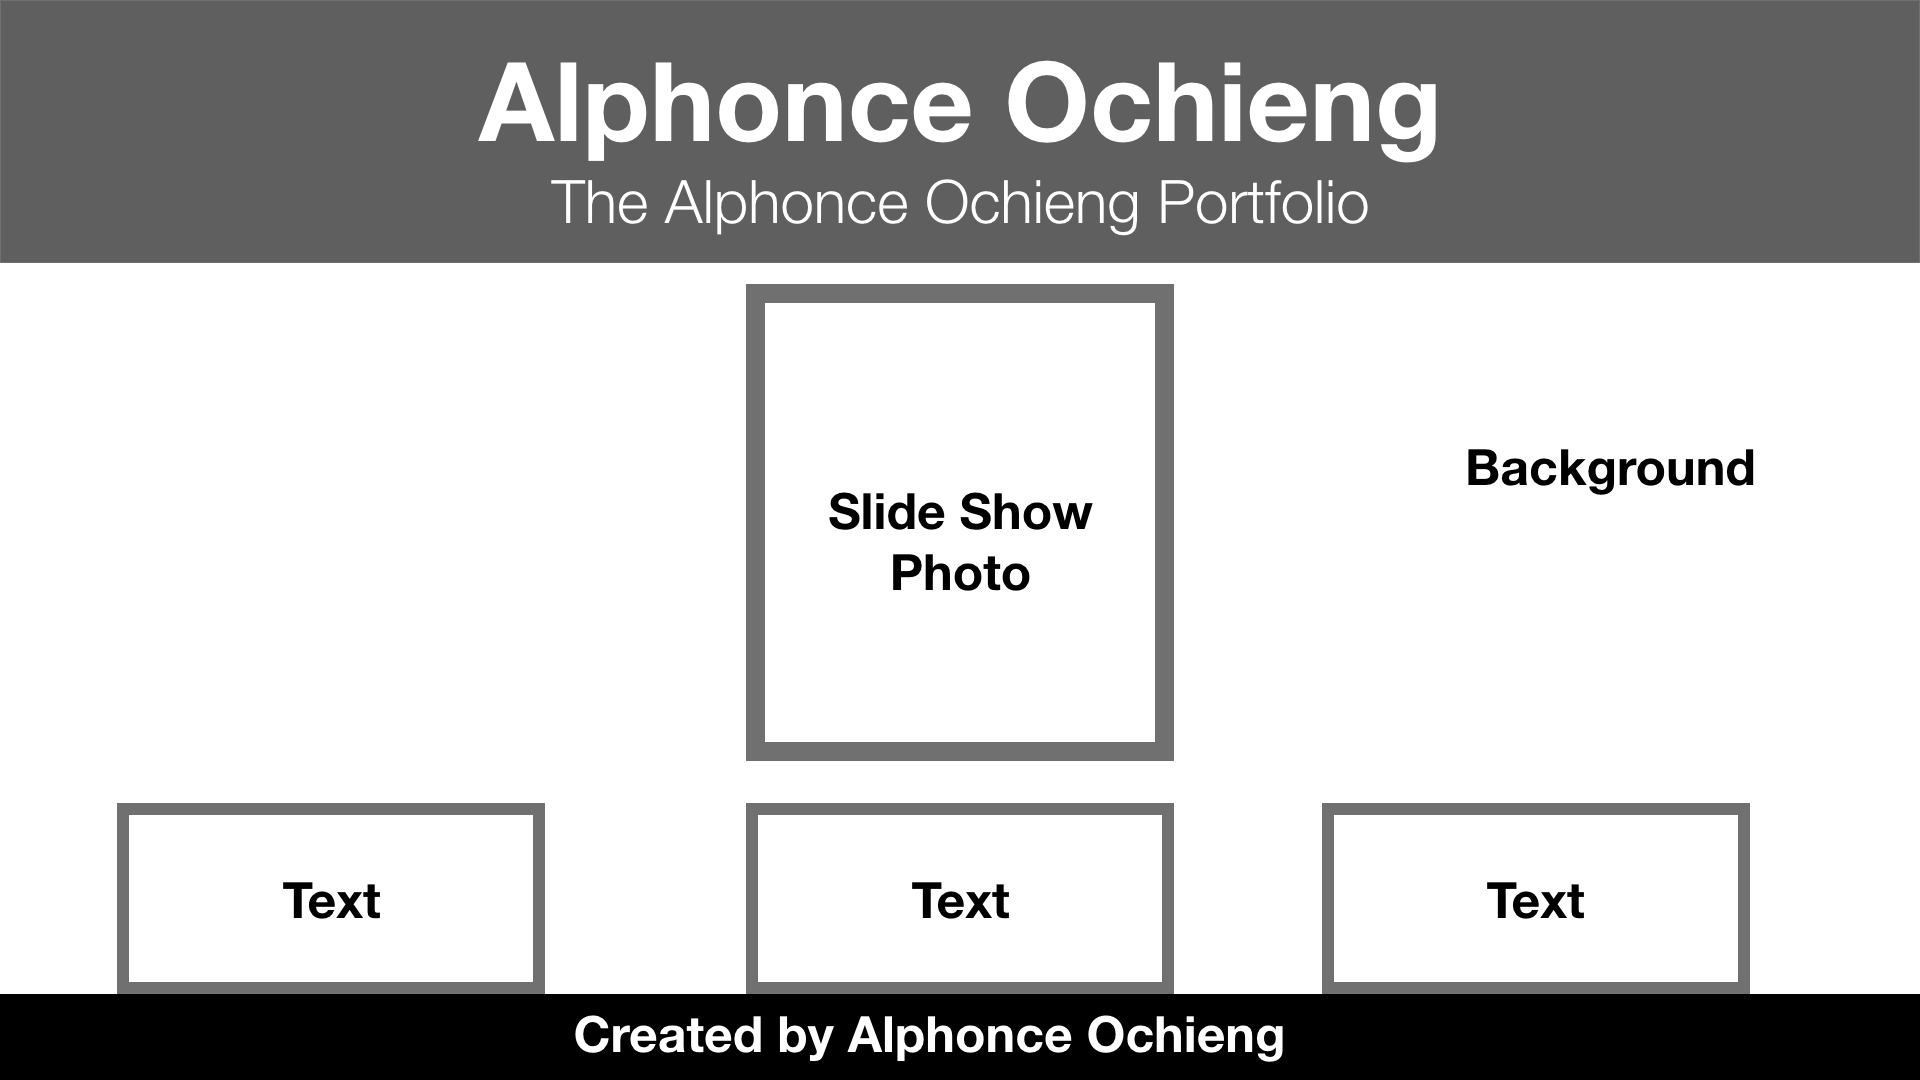 Alphonce Ochieng
The Alphonce Ochieng Portfolio
Background
Slide Show
Photo
Text
Text
Text
Created by Alphonce Ochieng